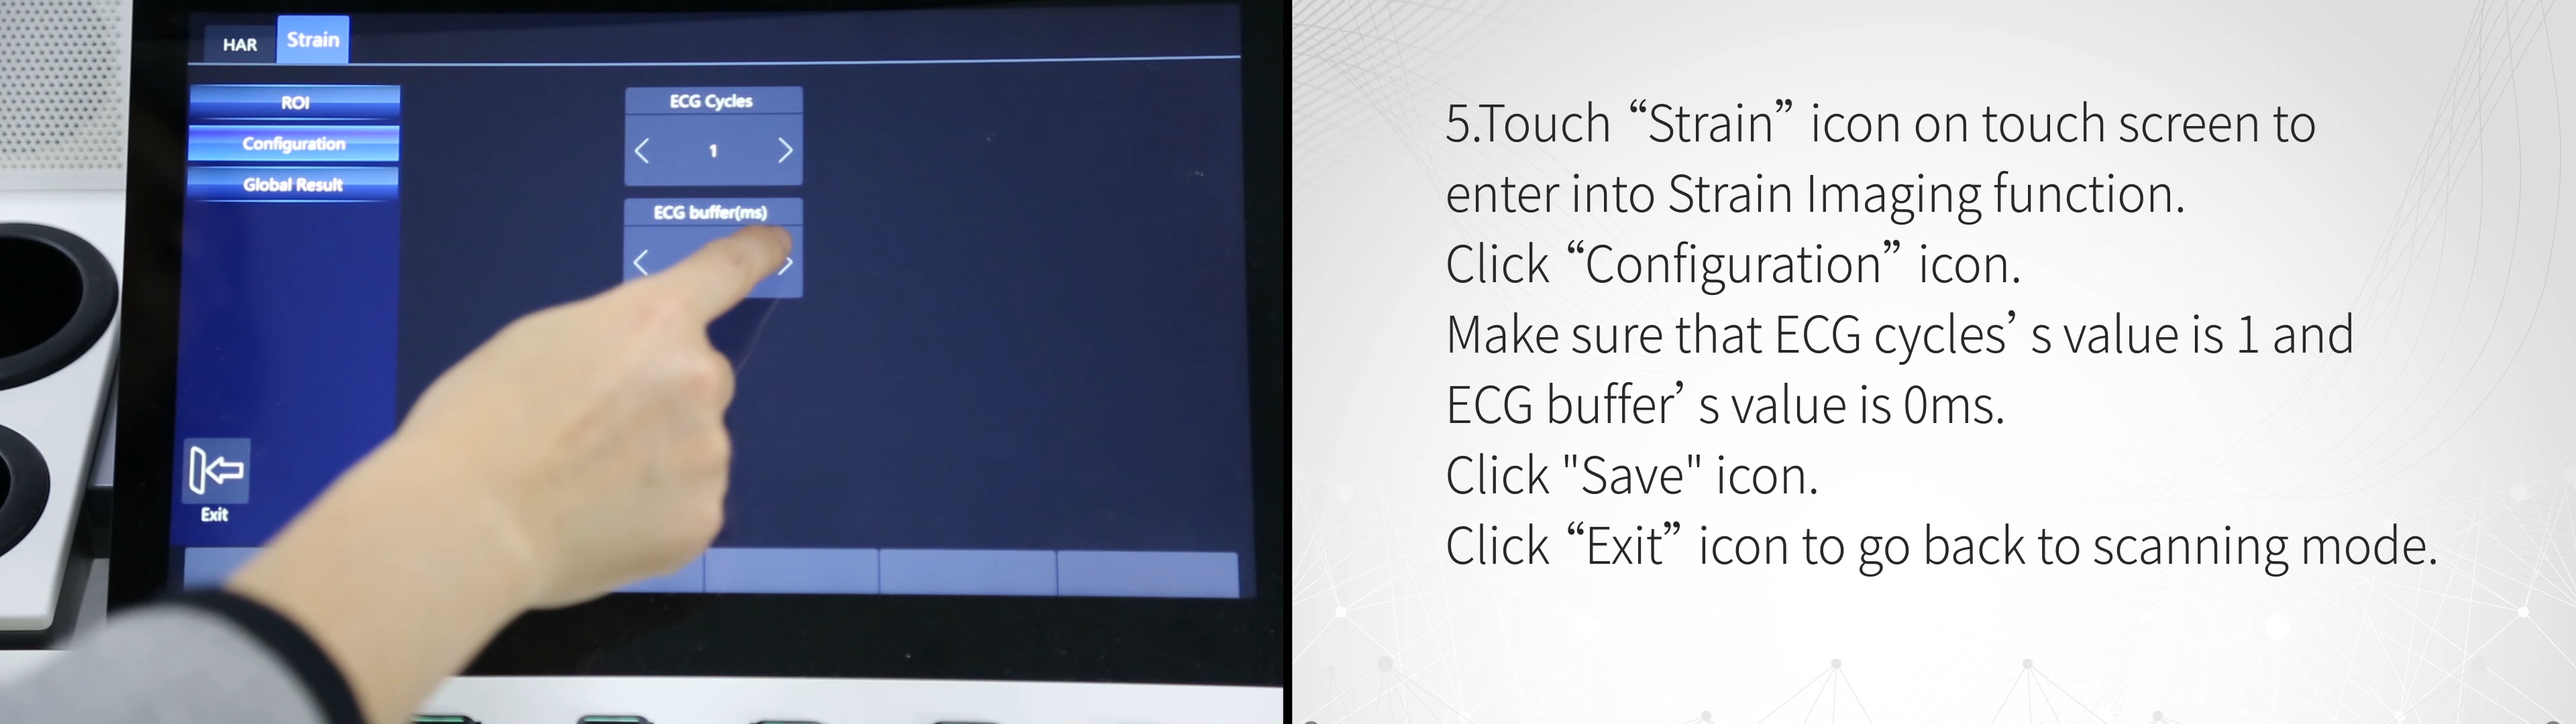 HAR
Strain
ROI
Configuration
Global Result
ECG Cycles
1
ECG buffer(ms)
Exit
5.Touch “Strain” icon on touch screen to
enter into Strain Imaging function.
Click “Configuration” icon.
Make sure that ECG cycles’ s value is 1 and
ECG buffer’ s value is 0ms.
Click "Save" icon.
Click “Exit” icon to go back to scanning mode.